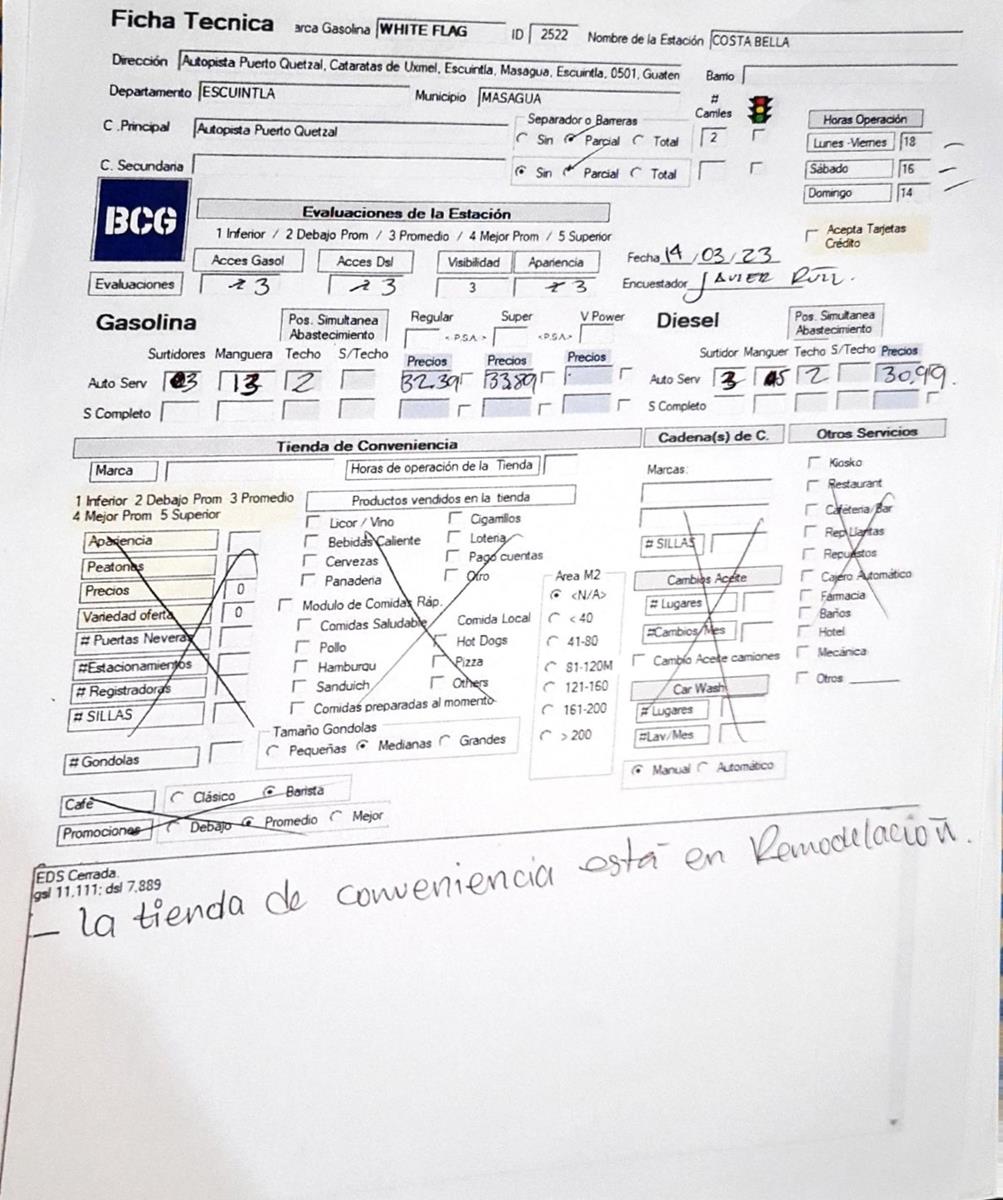 Ficha Tecnica arca Gasolina WHITE FLAG ID 2522 Nombre de la Estación COSTA BELLA
Dirección Autopista Puerto Quetzal, Cataratas de Uxmel, Escuintla, Masagua, Escuintla, 0501, Guaten Barrio
Departamento ESCUINTLA Municipio MASAGUA # Carriles
C .Principal Autopista Puerto Quetzal Separador o Barreras Sin Parcial Total 2
Horas Operación
Lunes -Viernes 18
C. Secundaria Sin Parcial Total
Sábado 16
Domingo 14
BCG
Evaluaciones de la Estación
1 Inferior / 2 Debajo Prom / 3 Promedio / 4 Mejor Prom / 5 Superior
Acepta Tarjetas Crédito
Acces Gasol Acces Dsl Visibilidad Apariencia Fecha 14/03/23
Evaluaciones 3 3 3 3 Encuestador JAVIER RUIZ.
Gasolina Pos. Simultanea Abastecimiento Regular Super V Power Diesel Pos. Simultanea Abastecimiento
<P.S.A.> <P.S.A.>
Surtidores Manguera Techo S/Techo Precios Precios Precios Surtidor Manguer Techo S/Techo Precios
Auto Serv 03 13 2 32.39 3389 Auto Serv 3 2
S Completo S Completo
Tienda de Conveniencia Cadena(s) de C. Otros Servicios
Marca Horas de operación de la Tienda Marcas:
1 Inferior 2 Debajo Prom 3 Promedio
4 Mejor Prom 5 Superior
Apariencia
Peatones
Precios 0
Variedad oferta 0
# Puertas Neveras
#Estacionamientos
# Registradoras
# SILLAS
# Gondolas
Productos vendidos en la tienda
Licor / Vino Cigarrillos
Bebidas Caliente Loteria
Cervezas Pago cuentas
Panaderia Otro
Modulo de Comidas Ráp.
Comidas Saludable Comida Local
Pollo Hot Dogs
Hamburqu Pizza
Sanduich Others
Comidas preparadas al momento
Tamaño Gondolas
Pequeñas Medianas Grandes
Area M2
<N/A>
< 40
41-80
81-120M
121-160
161-200
> 200
# SILLAS
Cambios Aceite
# Lugares
#Cambios/Mes
Cambio Aceite camiones
Car Wash
# Lugares
#Lav/Mes
Manual Automático
Kiosko
Restaurant
Cafeteria/Bar
Rep Llantas
Repuestos
Cajero Automático
Farmacia
Baños
Hotel
Mecánica
Otros
Café Clásico Barista
Promociones Debajo Promedio Mejor
EDS Cerrada.
gsl 11,111; dsl 7,889
- la tienda de conveniencia está en Remodelación.